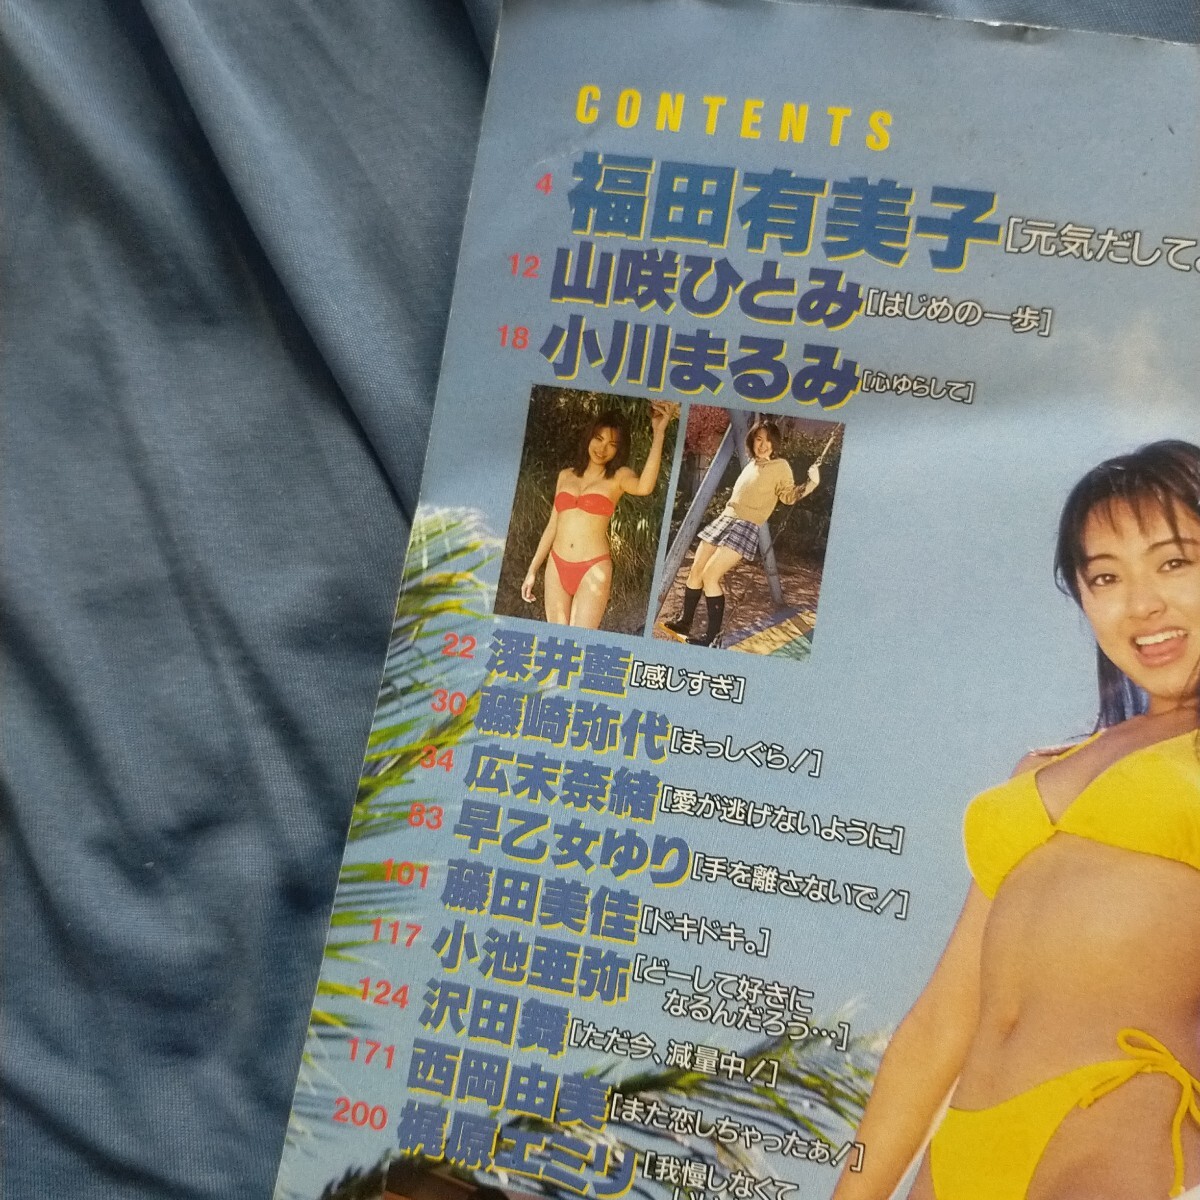 CONTENTS
4 福田有美子 [元気だして
12 山咲ひとみ [はじめの一歩]
18 小川まるみ [心ゆらして]
22 深井藍 [感じすぎ]
30 藤崎弥代 [まっしぐら!]
34 広末奈緒 [愛が逃げないように]
83 早乙女ゆり [手を離さないで!]
101 藤田美佳 [ドキドキ。]
117 小池亜弥 [どーして好きに
なるんだろう…]
124 沢田舞 [ただ今、減量中!]
171 西岡由美 [また恋しちゃったぁ!]
200 梶原エミリ [我慢しなくて